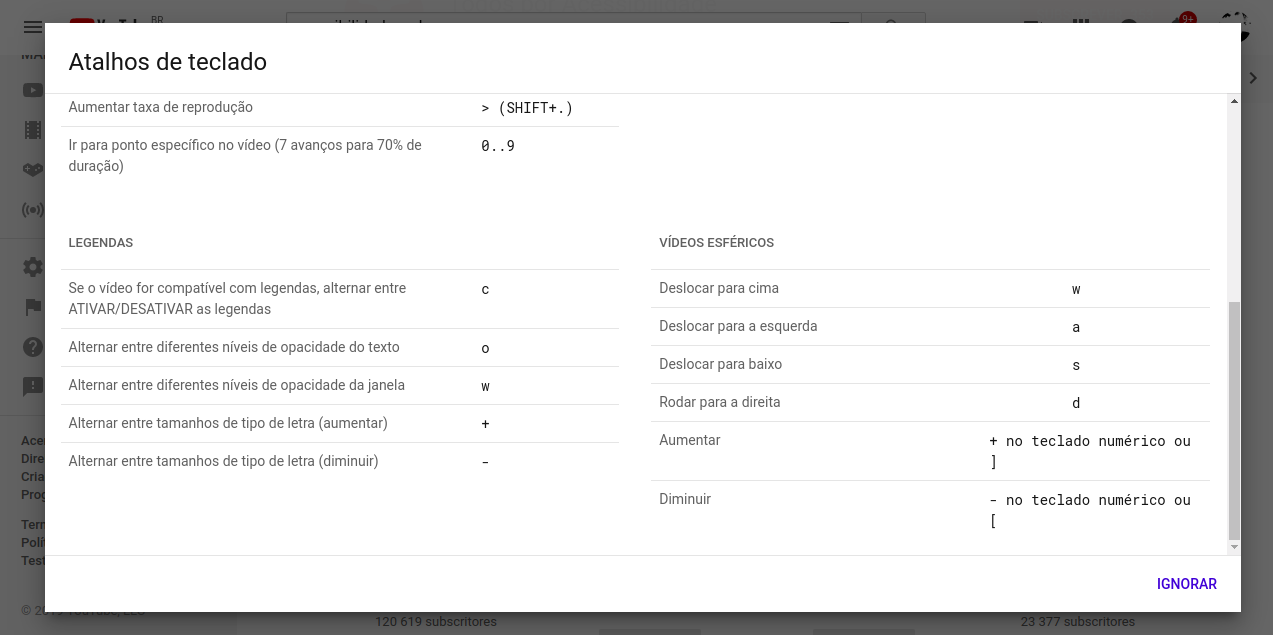 BR
9+
Atalhos de teclado
Aumentar taxa de reprodução > (SHIFT+.)
Ir para ponto específico no vídeo (7 avanços para 70% de
duração) 0..9
LEGENDAS
Se o vídeo for compatível com legendas, alternar entre
ATIVAR/DESATIVAR as legendas c
Alternar entre diferentes níveis de opacidade do texto o
Alternar entre diferentes níveis de opacidade da janela w
Alternar entre tamanhos de tipo de letra (aumentar) +
Alternar entre tamanhos de tipo de letra (diminuir) -
VÍDEOS ESFÉRICOS
Deslocar para cima w
Deslocar para a esquerda a
Deslocar para baixo s
Rodar para a direita d
Aumentar + no teclado numérico ou
]
Diminuir - no teclado numérico ou
[
IGNORAR
120 619 subscritores
23 377 subscritores